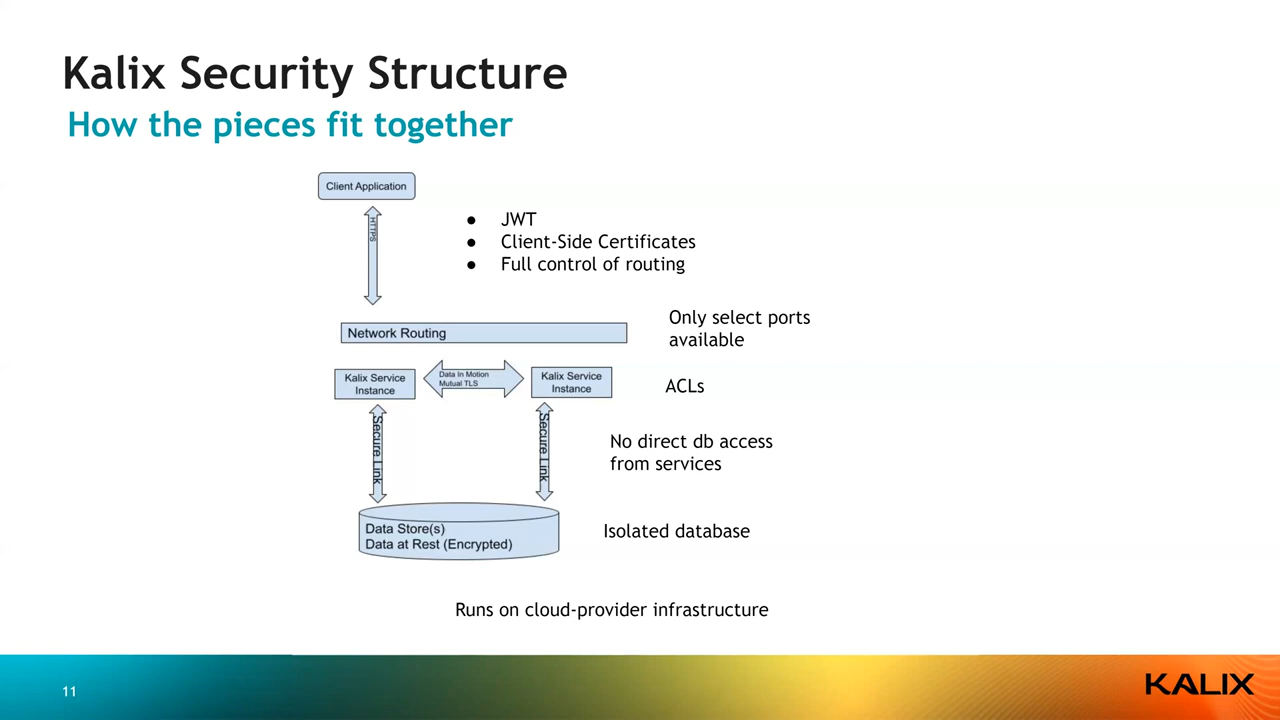 Kalix Security Structure
How the pieces fit together
Client Application
HTTPS
● JWT
● Client-Side Certificates
● Full control of routing
Network Routing
Only select ports
available
Kalix Service
Instance
Data In Motion
Mutual TLS
Kalix Service
Instance
ACLs
Secure Link
Secure Link
No direct db access
from services
Data Store(s)
Data at Rest (Encrypted)
Isolated database
Runs on cloud-provider infrastructure
11
KALIX